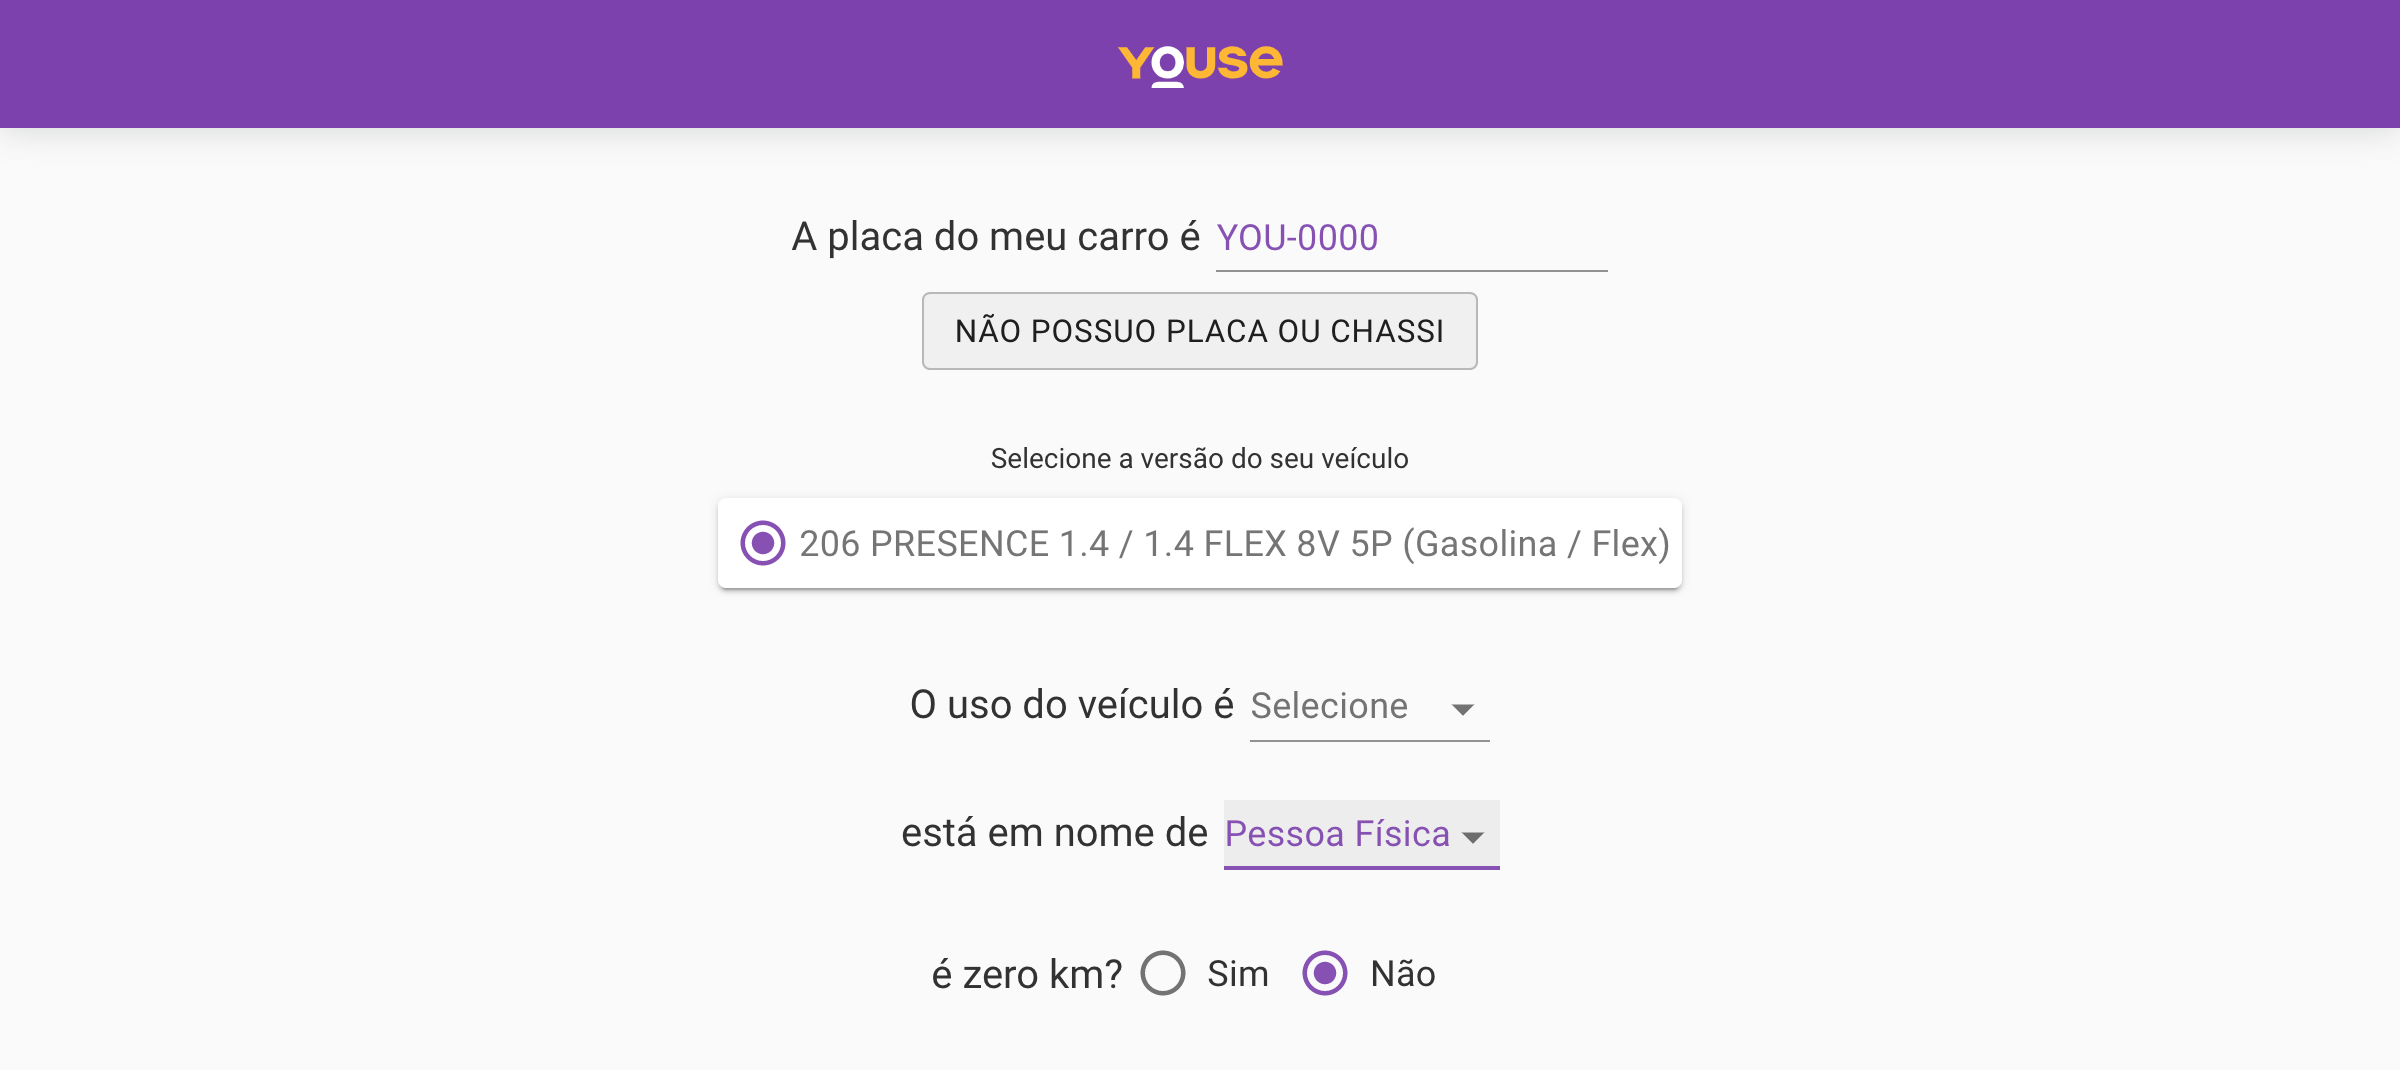 YOUSE
A placa do meu carro é YOU-0000
NÃO POSSUO PLACA OU CHASSI
Selecione a versão do seu veículo
206 PRESENCE 1.4 / 1.4 FLEX 8V 5P (Gasolina / Flex)
O uso do veículo é Selecione
está em nome de Pessoa Física
é zero km? Sim Não